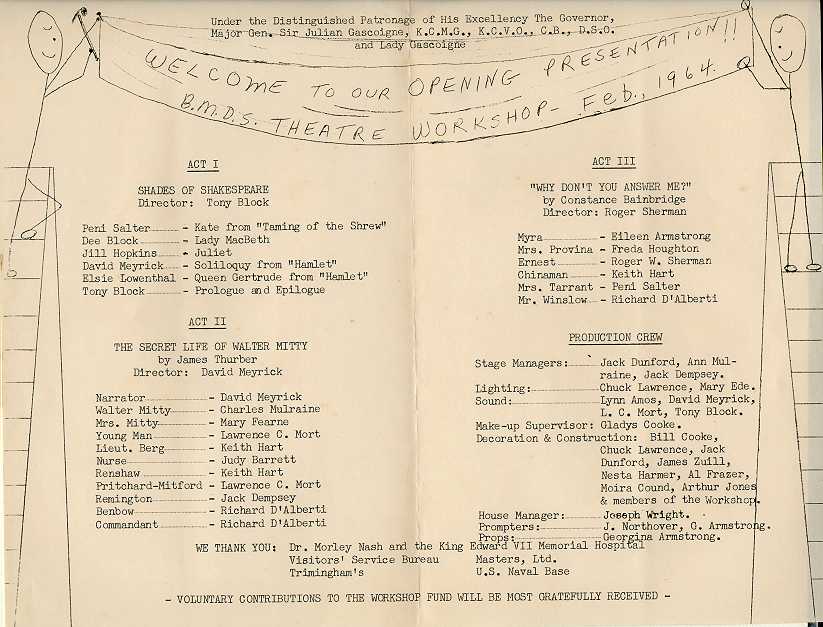 Under the Distinguished Patronage of His Excellency The Governor,
Major Gen. Sir Julian Gascoigne, K.C.M.G., K.C.V.O., C.B., D.S.O.
and Lady Gascoigne
WELCOME TO OUR OPENING PRESENTATION!!
B.M.D.S. THEATRE WORKSHOP - Feb., 1964.
ACT I
SHADES OF SHAKESPEARE
Director: Tony Block
Peni Salter - Kate from "Taming of the Shrew"
Dee Block - Lady MacBeth
Jill Hopkins - Juliet
David Meyrick - Soliloquy from "Hamlet"
Elsie Lowenthal - Queen Gertrude from "Hamlet"
Tony Block - Prologue and Epilogue
ACT II
THE SECRET LIFE OF WALTER MITTY
by James Thurber
Director: David Meyrick
Narrator - David Meyrick
Walter Mitty - Charles Mulraine
Mrs. Mitty - Mary Fearne
Young Man - Lawrence C. Mort
Lieut. Berg - Keith Hart
Nurse - Judy Barrett
Renshaw - Keith Hart
Pritchard-Mitford - Lawrence C. Mort
Remington - Jack Dempsey
Benbow - Richard D'Alberti
Commandant - Richard D'Alberti
ACT III
"WHY DON'T YOU ANSWER ME?"
by Constance Bainbridge
Director: Roger Sherman
Myra - Eileen Armstrong
Mrs. Provina - Freda Houghton
Ernest - Roger W. Sherman
Chinaman - Keith Hart
Mrs. Tarrant - Peni Salter
Mr. Winslow - Richard D'Alberti
PRODUCTION CREW
Stage Managers: Jack Dunford, Ann Mul-
raine, Jack Dempsey.
Lighting: Chuck Lawrence, Mary Ede.
Sound: Lynn Amos, David Meyrick,
L. C. Mort, Tony Block.
Make-up Supervisor: Gladys Cooke.
Decoration & Construction: Bill Cooke,
Chuck Lawrence, Jack
Dunford, James Zuill,
Nesta Harmer, Al Frazer,
Moira Cound, Arthur Jones
& members of the Workshop.
House Manager: Joseph Wright.
Prompters: J. Northover, G. Armstrong.
Props: Georgina Armstrong.
WE THANK YOU: Dr. Morley Nash and the King Edward VII Memorial Hospital
Visitors' Service Bureau Masters, Ltd.
Trimingham's U.S. Naval Base
- VOLUNTARY CONTRIBUTIONS TO THE WORKSHOP FUND WILL BE MOST GRATEFULLY RECEIVED -